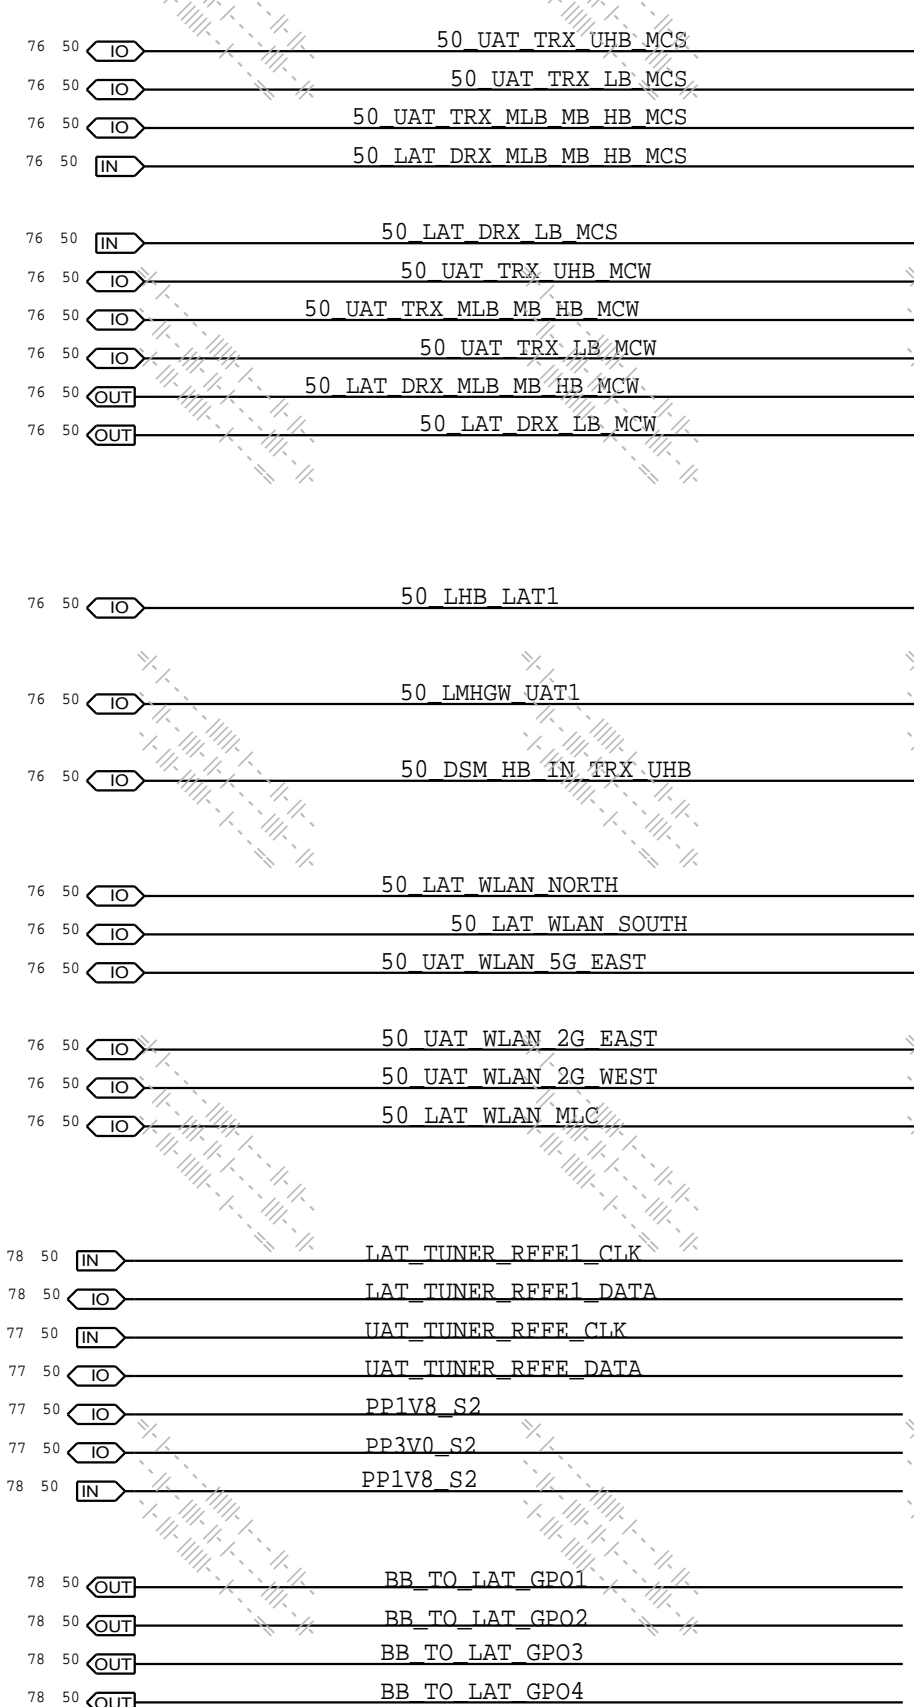 76 50 IO 50_UAT_TRX_UHB_MCS
76 50 IO 50_UAT_TRX_LB_MCS
76 50 IO 50_UAT_TRX_MLB_MB_HB_MCS
76 50 IN 50_LAT_DRX_MLB_MB_HB_MCS
76 50 IN 50_LAT_DRX_LB_MCS
76 50 IO 50_UAT_TRX_UHB_MCW
76 50 IO 50_UAT_TRX_MLB_MB_HB_MCW
76 50 IO 50_UAT_TRX_LB_MCW
76 50 OUT 50_LAT_DRX_MLB_MB_HB_MCW
76 50 OUT 50_LAT_DRX_LB_MCW
76 50 IO 50_LHB_LAT1
76 50 IO 50_LMHGW_UAT1
76 50 IO 50_DSM_HB_IN_TRX_UHB
76 50 IO 50_LAT_WLAN_NORTH
76 50 IO 50_LAT_WLAN_SOUTH
76 50 IO 50_UAT_WLAN_5G_EAST
76 50 IO 50_UAT_WLAN_2G_EAST
76 50 IO 50_UAT_WLAN_2G_WEST
76 50 IO 50_LAT_WLAN_MLC
78 50 IN LAT_TUNER_RFFE1_CLK
78 50 IO LAT_TUNER_RFFE1_DATA
77 50 IN UAT_TUNER_RFFE_CLK
77 50 IO UAT_TUNER_RFFE_DATA
77 50 IO PP1V8_S2
77 50 IO PP3V0_S2
78 50 IN PP1V8_S2
78 50 OUT BB_TO_LAT_GPO1
78 50 OUT BB_TO_LAT_GPO2
78 50 OUT BB_TO_LAT_GPO3
78 50 OUT BB_TO_LAT_GPO4